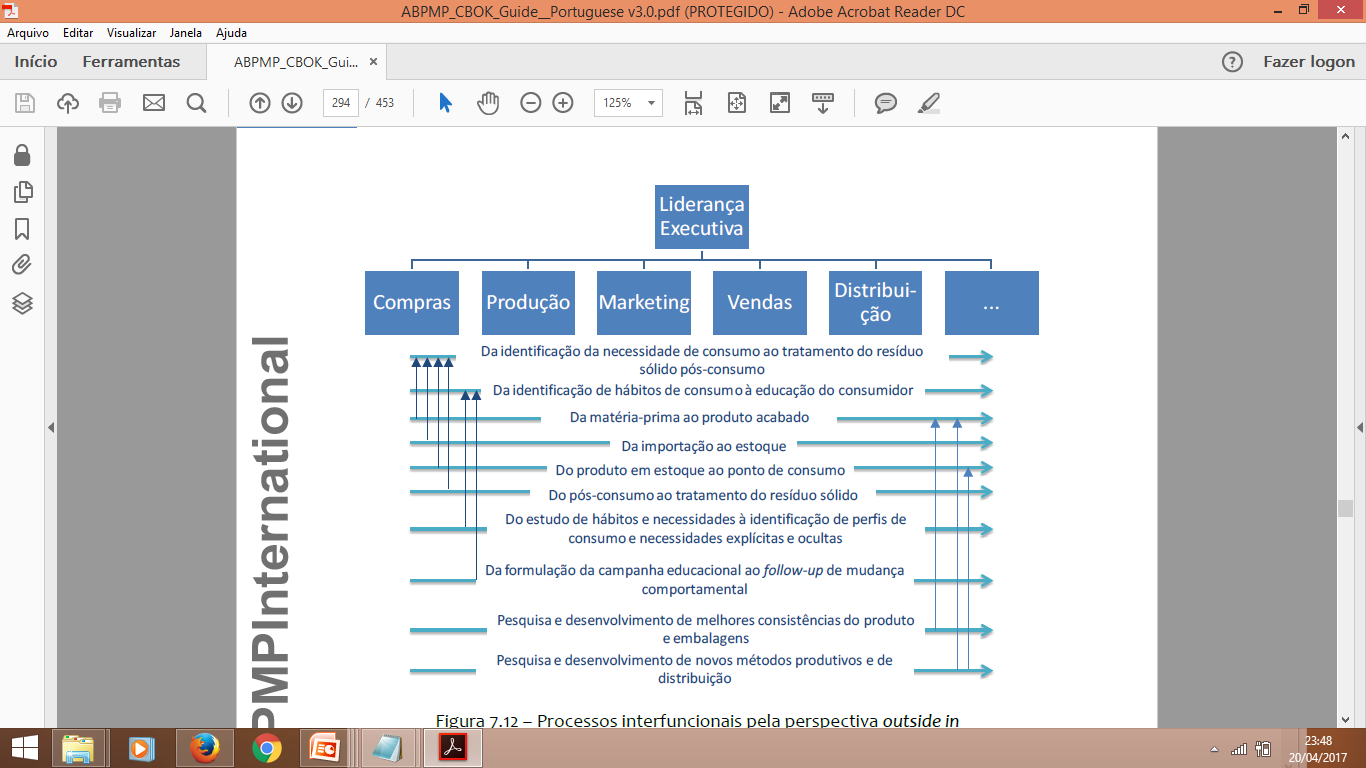 ABPMP_CBOK_Guide__Portuguese v3.0.pdf (PROTEGIDO) - Adobe Acrobat Reader DC
Arquivo Editar Visualizar Janela Ajuda
Início Ferramentas ABPMP_CBOK_Gui... × ? Fazer logon
294 / 453 125%
Liderança
Executiva
Compras Produção Marketing Vendas Distribui-
ção
...
Da identificação da necessidade de consumo ao tratamento do resíduo
sólido pós-consumo
Da identificação de hábitos de consumo à educação do consumidor
Da matéria-prima ao produto acabado
Da importação ao estoque
Do produto em estoque ao ponto de consumo
Do pós-consumo ao tratamento do resíduo sólido
Do estudo de hábitos e necessidades à identificação de perfis de
consumo e necessidades explícitas e ocultas
Da formulação da campanha educacional ao follow-up de mudança
comportamental
Pesquisa e desenvolvimento de melhores consistências do produto
e embalagens
Pesquisa e desenvolvimento de novos métodos produtivos e de
distribuição
PMPInternational
Figura 7.12 – Processos interfuncionais pela perspectiva outside in
23:48
20/04/2017